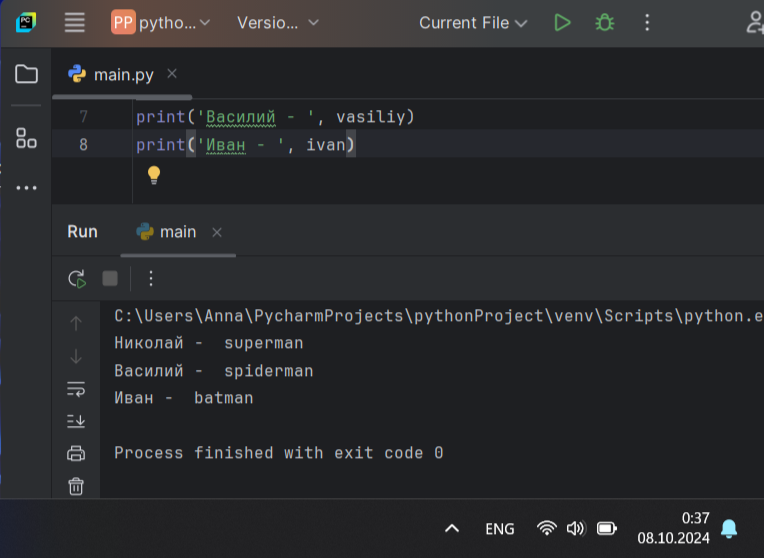 PC
PP pytho... Versio... Current File
main.py
7 print('Василий - ', vasiliy)
8 print('Иван - ', ivan)
Run main
C:\Users\Anna\PycharmProjects\pythonProject\venv\Scripts\python.e
Николай -  superman
Василий -  spiderman
Иван -  batman
Process finished with exit code 0
ENG 0:37
08.10.2024